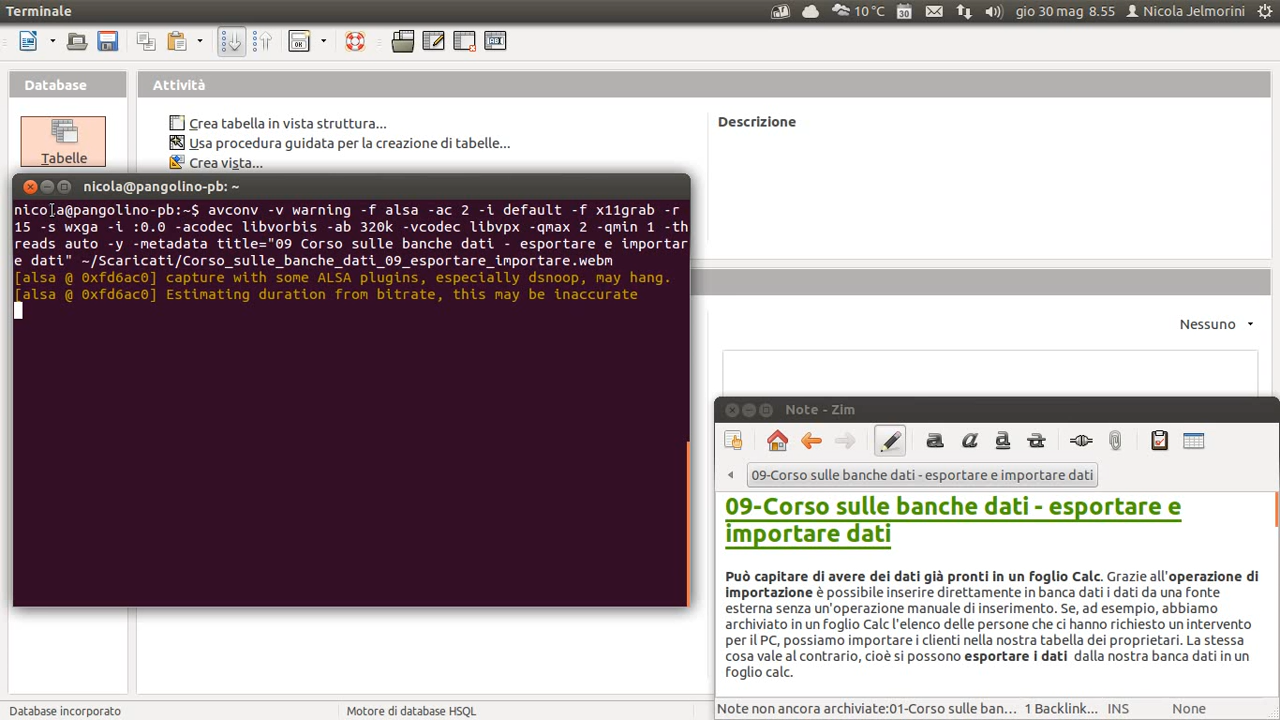 Terminale
10 °C
gio 30 mag 8.55
Nicola Jelmorini
Database
Attività
Tabelle
Crea tabella in vista struttura...
Usa procedura guidata per la creazione di tabelle...
Crea vista...
Descrizione
nicola@pangolino-pb: ~
nicola@pangolino-pb:~$ avconv -v warning -f alsa -ac 2 -i default -f x11grab -r
15 -s wxga -i :0.0 -acodec libvorbis -ab 320k -vcodec libvpx -qmax 2 -qmin 1 -th
reads auto -y -metadata title="09 Corso sulle banche dati - esportare e importar
e dati" ~/Scaricati/Corso_sulle_banche_dati_09_esportare_importare.webm
[alsa @ 0xfd6ac0] capture with some ALSA plugins, especially dsnoop, may hang.
[alsa @ 0xfd6ac0] Estimating duration from bitrate, this may be inaccurate
Nessuno
Note - Zim
09-Corso sulle banche dati - esportare e importare dati
09-Corso sulle banche dati - esportare e
importare dati
Può capitare di avere dei dati già pronti in un foglio Calc. Grazie all'operazione di
importazione è possibile inserire direttamente in banca dati i dati da una fonte
esterna senza un'operazione manuale di inserimento. Se, ad esempio, abbiamo
archiviato in un foglio Calc l'elenco delle persone che ci hanno richiesto un intervento
per il PC, possiamo importare i clienti nella nostra tabella dei proprietari. La stessa
cosa vale al contrario, cioè si possono esportare i dati dalla nostra banca dati in un
foglio calc.
Note non ancora archiviate:01-Corso sulle ban...
1 Backlink...
INS
None
Database incorporato
Motore di database HSQL